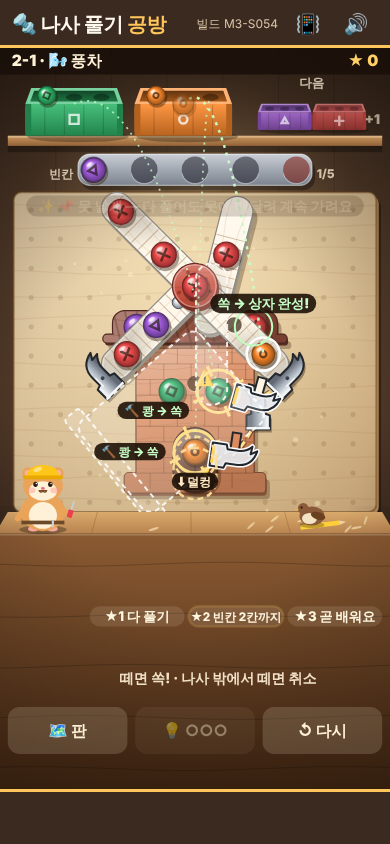 나사 풀기 공방
빌드 M3-S054
2-1 · 풍차
★ 0
다음
+1
빈칸
1/5
쏙 → 상자 완성!
쾅 → 쏙
쾅 → 쏙
⬇덜컹
★1 다 풀기
★2 빈칸 2칸까지
★3 곧 배워요
떼면 쏙! · 나사 밖에서 떼면 취소
판
다시